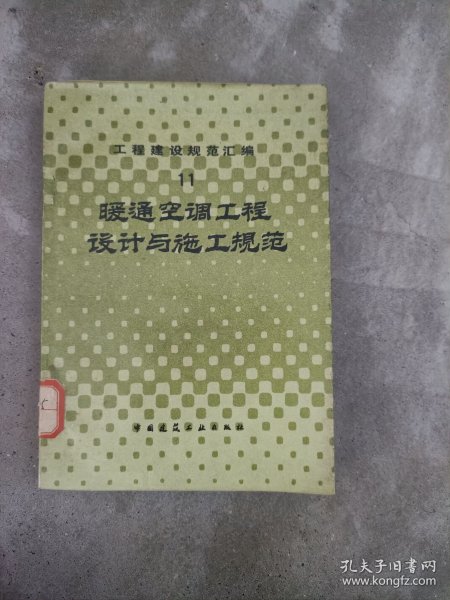 工程建设规范汇编
11
暖通空调工程
设计与施工规范
中国建筑工业出版社
孔夫子旧书网
www.kongfz.com